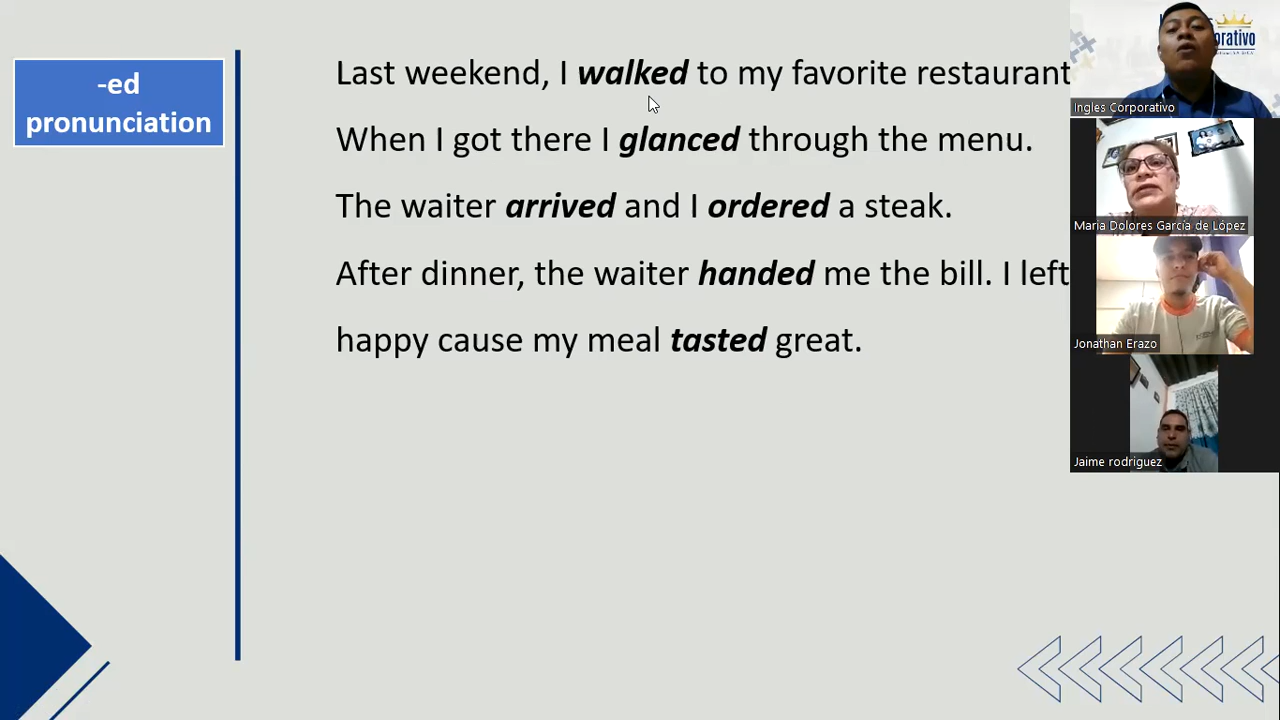 -ed
pronunciation
Last weekend, I walked to my favorite restaurant
When I got there I glanced through the menu.
The waiter arrived and I ordered a steak.
After dinner, the waiter handed me the bill. I left
happy cause my meal tasted great.
orativo
Ingles Corporativo
Maria Dolores García de López
Jonathan Erazo
Jaime rodriguez